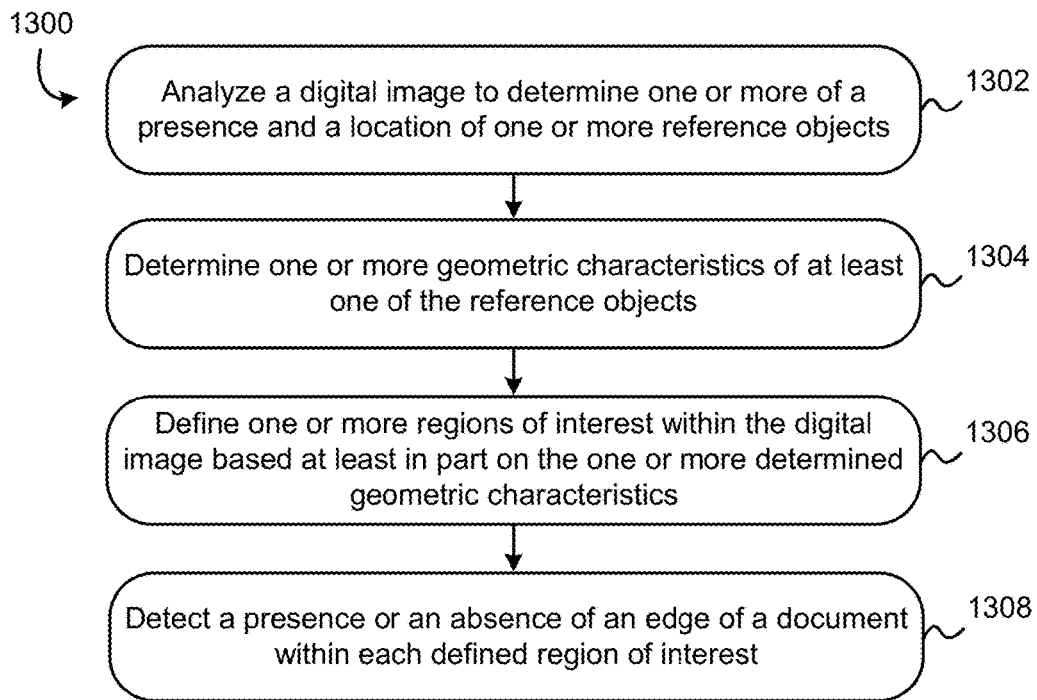 1300
Analyze a digital image to determine one or more of a
presence and a location of one or more reference objects
1302
Determine one or more geometric characteristics of at least
one of the reference objects
1304
Define one or more regions of interest within the digital
image based at least in part on the one or more determined
geometric characteristics
1306
Detect a presence or an absence of an edge of a document
within each defined region of interest
1308